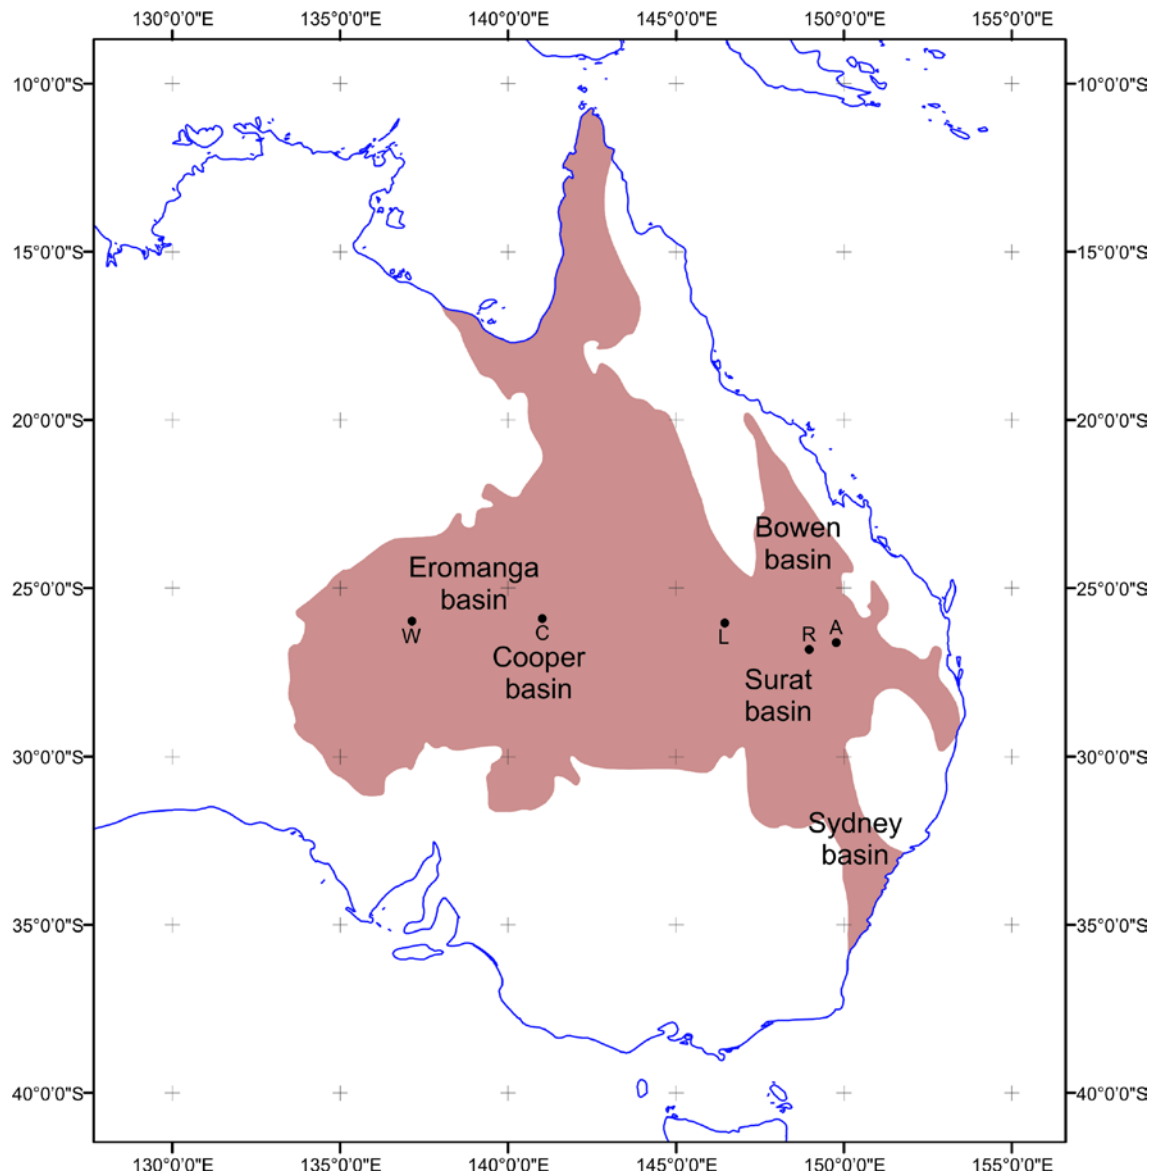 130°0'0"E 135°0'0"E 140°0'0"E 145°0'0"E 150°0'0"E 155°0'0"E
10°0'0"S 10°0'0"S
15°0'0"S 15°0'0"S
20°0'0"S 20°0'0"S
Bowen
basin
Eromanga
basin
25°0'0"S 25°0'0"S
W C L R A
Cooper
basin
Surat
basin
30°0'0"S 30°0'0"S
Sydney
basin
35°0'0"S 35°0'0"S
40°0'0"S 40°0'0"S
130°0'0"E 135°0'0"E 140°0'0"E 145°0'0"E 150°0'0"E 155°0'0"E